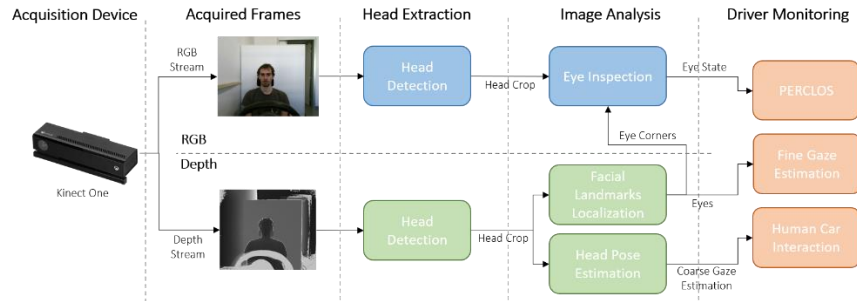 Acquisition Device
Acquired Frames
Head Extraction
Image Analysis
Driver Monitoring
RGB
Stream
Head
Detection
Head Crop
Eye Inspection
Eye State
PERCLOS
RGB
Depth
Eye Corners
Kinect One
Facial
Landmarks
Localization
Eyes
Fine Gaze
Estimation
Depth
Stream
Head
Detection
Head Crop
Head Pose
Estimation
Coarse Gaze
Estimation
Human Car
Interaction